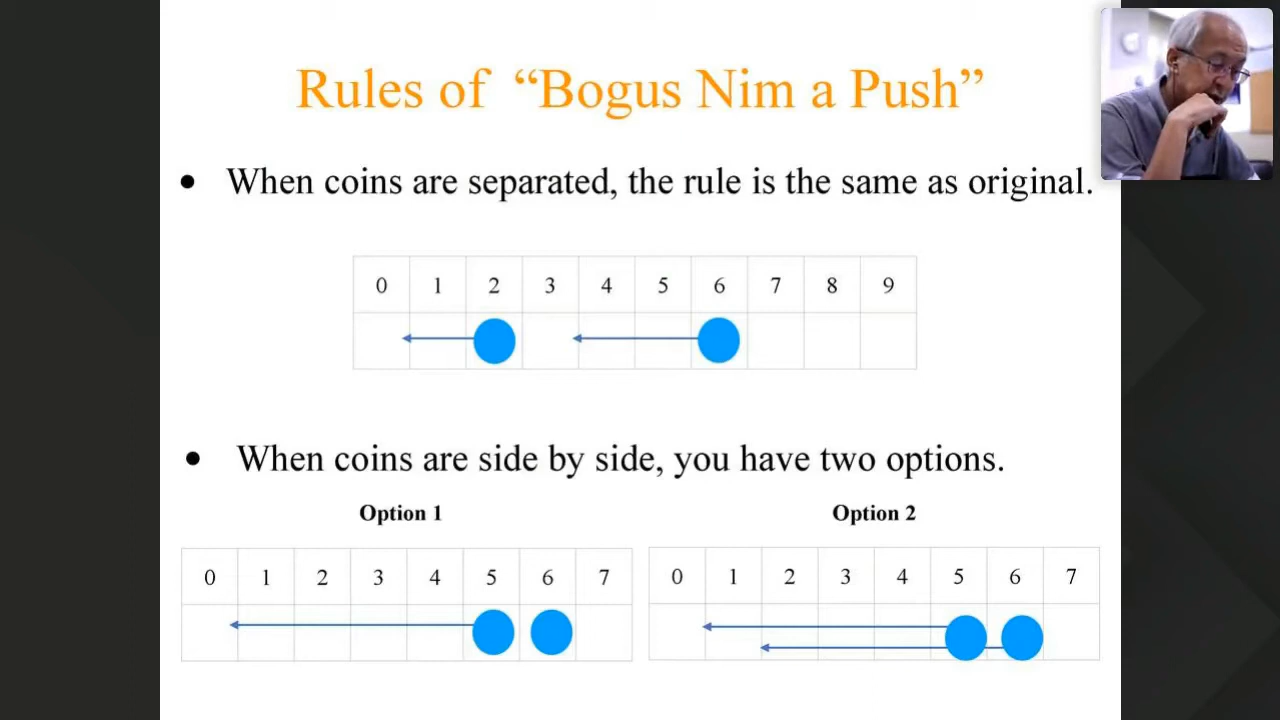 Rules of “Bogus Nim a Push”
• When coins are separated, the rule is the same as original.
0 1 2 3 4 5 6 7 8 9
• When coins are side by side, you have two options.
Option 1
Option 2
0 1 2 3 4 5 6 7
0 1 2 3 4 5 6 7